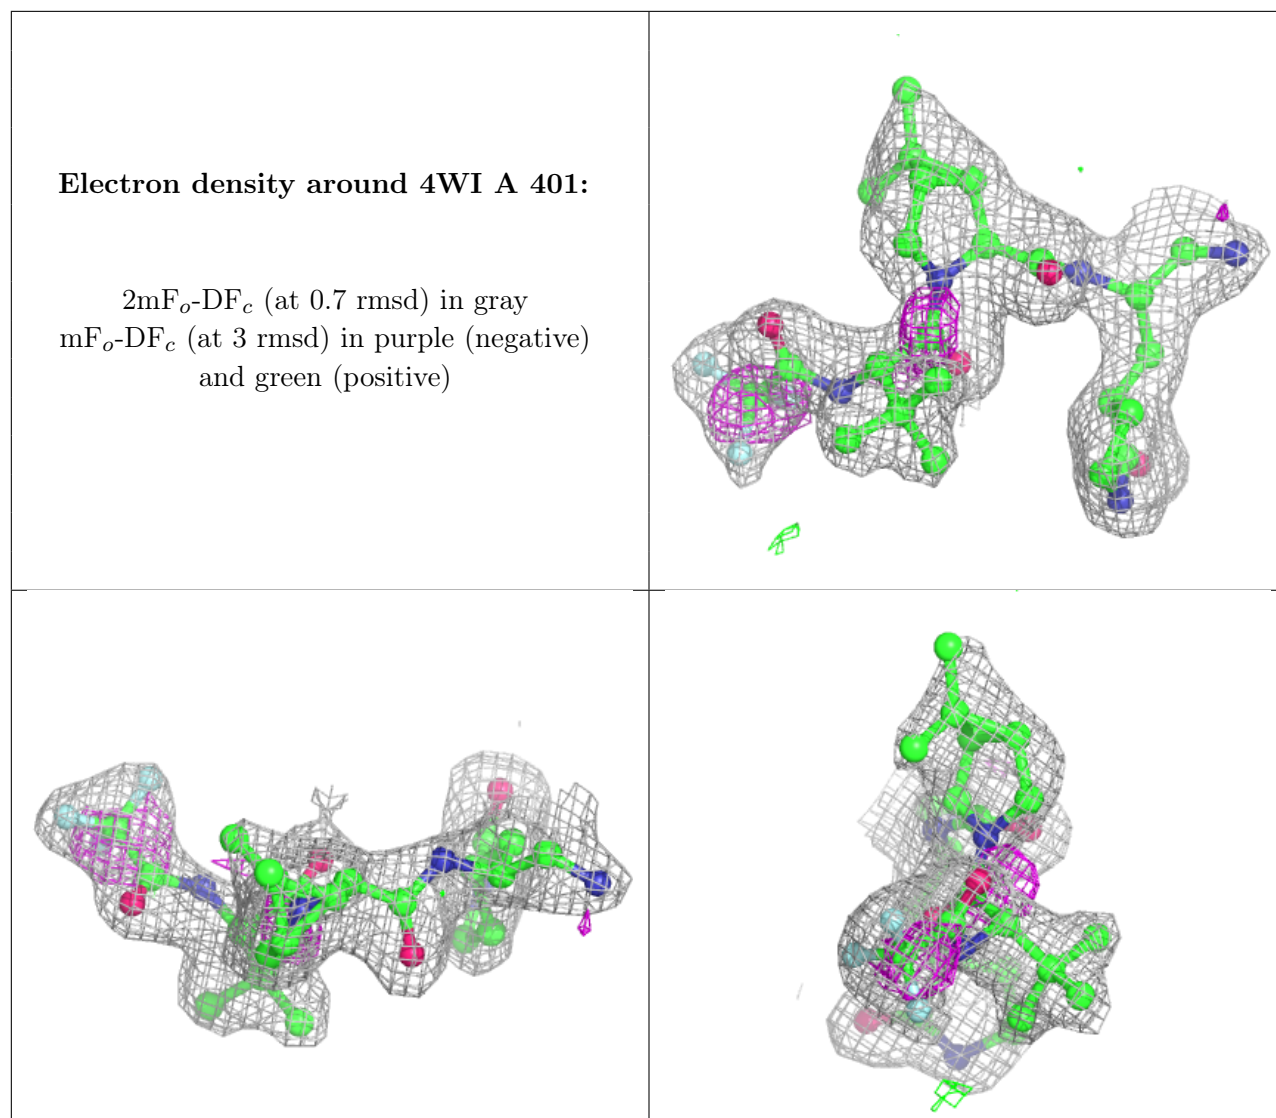 Electron density around 4WI A 401:
2mFo-DFc (at 0.7 rmsd) in gray
mFo-DFc (at 3 rmsd) in purple (negative)
and green (positive)